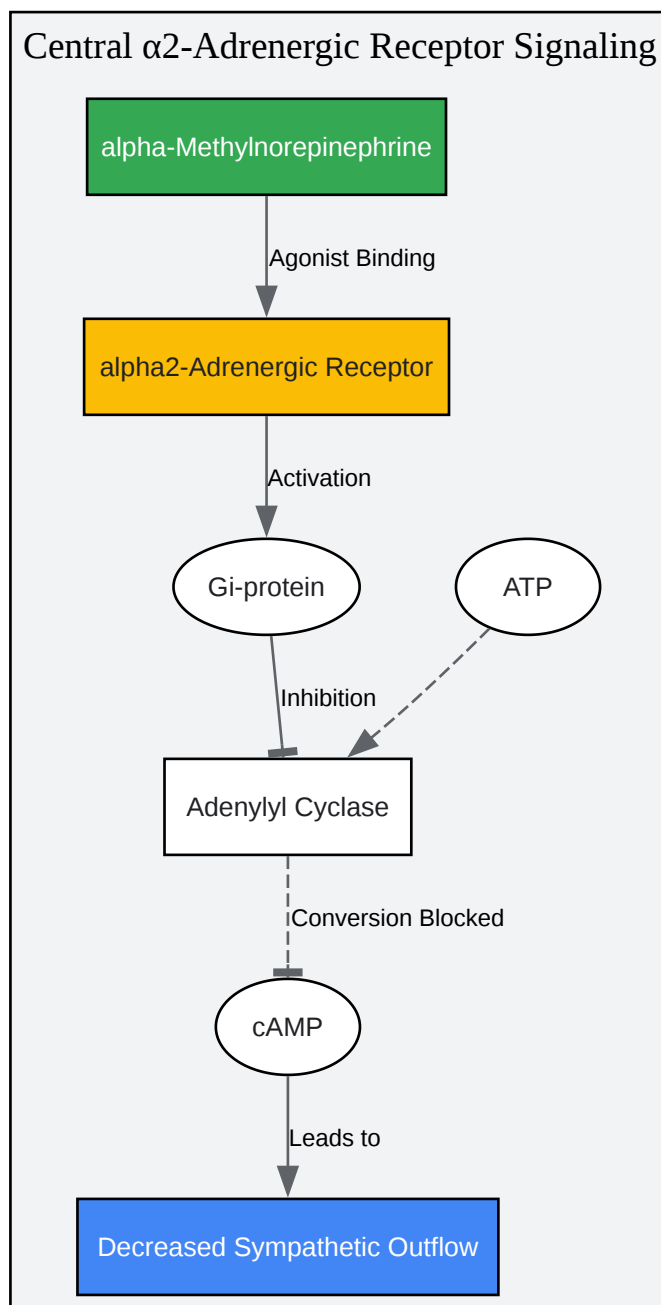 Central α2-Adrenergic Receptor Signaling
alpha-Methylnorepinephrine
Agonist Binding
alpha2-Adrenergic Receptor
Activation
Gi-protein
ATP
Inhibition
Adenylyl Cyclase
Conversion Blocked
cAMP
Leads to
Decreased Sympathetic Outflow